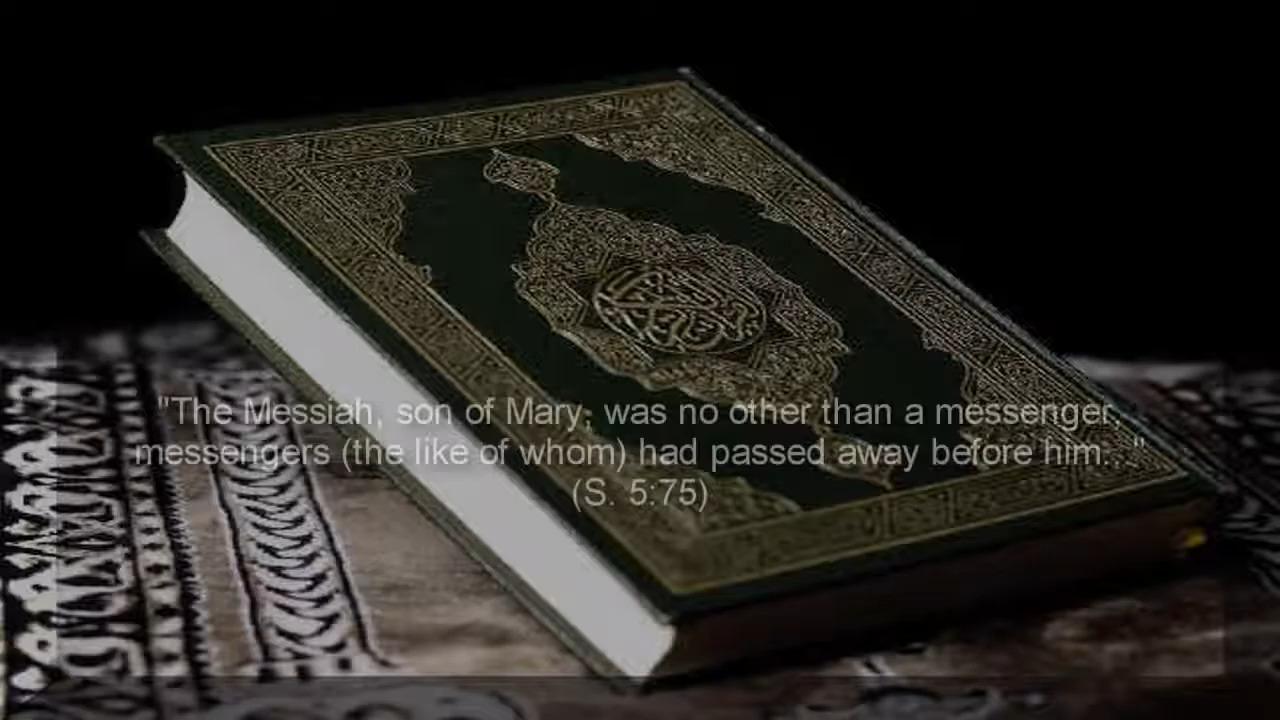 "The Messiah, son of Mary, was no other than a messenger,
messengers (the like of whom) had passed away before him..."
(S. 5:75)